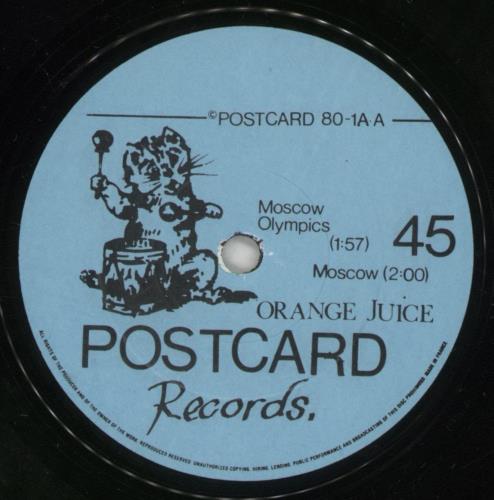 ©POSTCARD 80-1A·A
Moscow
Olympics
(1:57)
45
Moscow (2:00)
ORANGE JUICE
POSTCARD
Records.
ALL RIGHTS OF THE PRODUCER AND OF THE OWNER OF THE WORK. REPRODUCED RESERVED UNAUTHORIZED COPYING. HIRING. LENDING. PUBLIC PERFORMANCE AND BROADCASTING OF THIS DISC PROHIBITED. MADE IN FRANCE.